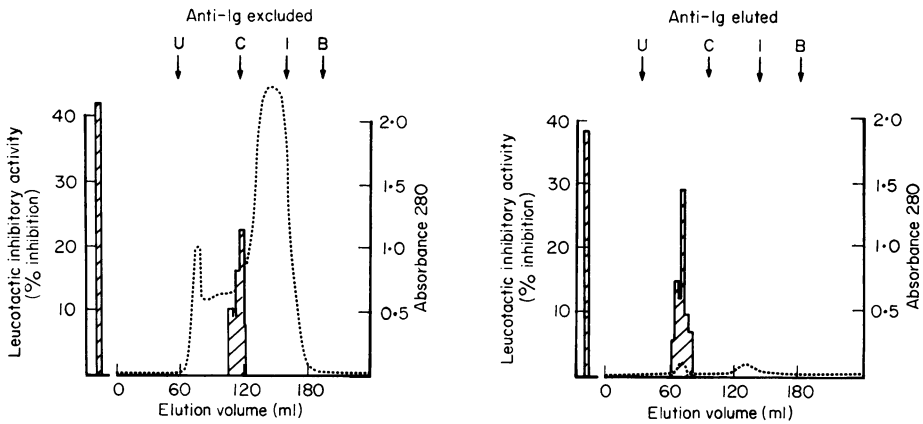 Anti-Ig excluded
U C I B
40
30
20
10
Leucotactic inhibitory activity
(% inhibition)
2·0
1·5
1·0
0·5
Absorbance 280
0 60 120 180
Elution volume (ml)
Anti-Ig eluted
U C I B
40
30
20
10
Leucotactic inhibitory activity
(% inhibition)
2·0
1·5
1·0
0·5
Absorbance 280
0 60 120 180
Elution volume (ml)